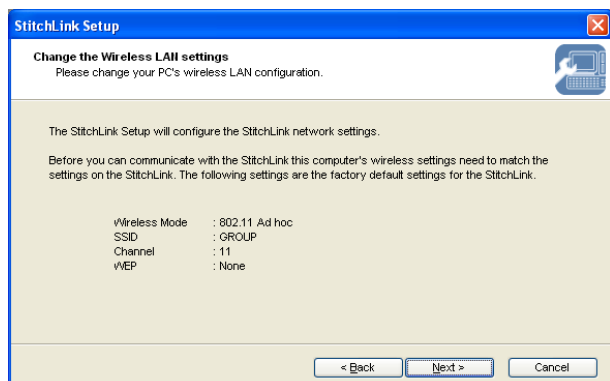 StitchLink Setup
Change the Wireless LAN settings
Please change your PC's wireless LAN configuration.
The StitchLink Setup will configure the StitchLink network settings.
Before you can communicate with the StitchLink this computer's wireless settings need to match the
settings on the StitchLink. The following settings are the factory default settings for the StitchLink.
Wireless Mode : 802.11 Ad hoc
SSID : GROUP
Channel : 11
WEP : None
< Back Next > Cancel